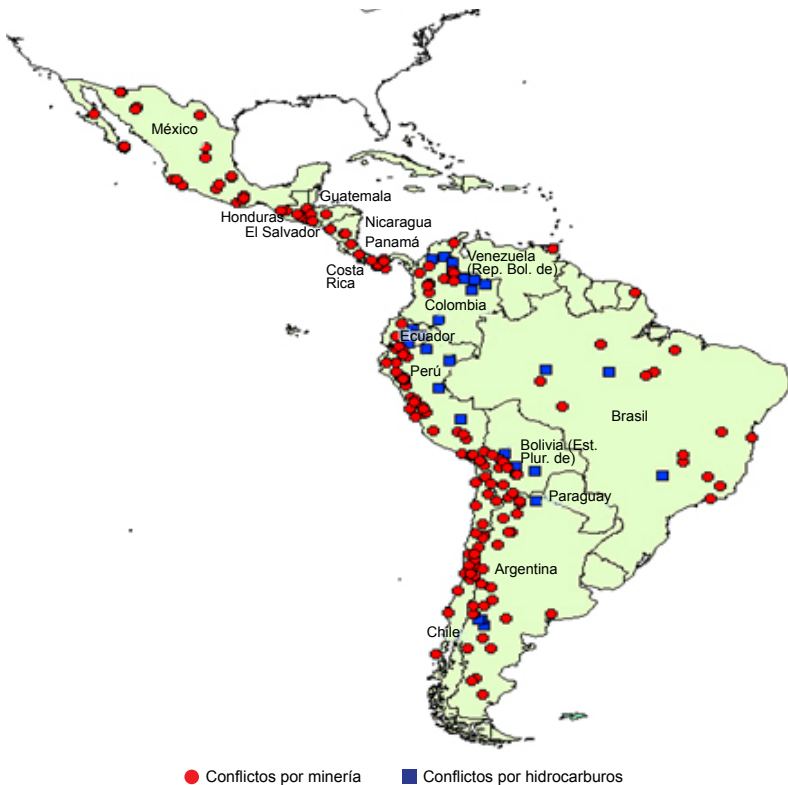 México
Guatemala
Honduras
Nicaragua
El Salvador
Panamá
Costa
Rica
Venezuela
(Rep. Bol. de)
Colombia
Ecuador
Perú
Brasil
Bolivia (Est.
Plur. de)
Paraguay
Argentina
Chile
Conflictos por minería
Conflictos por hidrocarburos